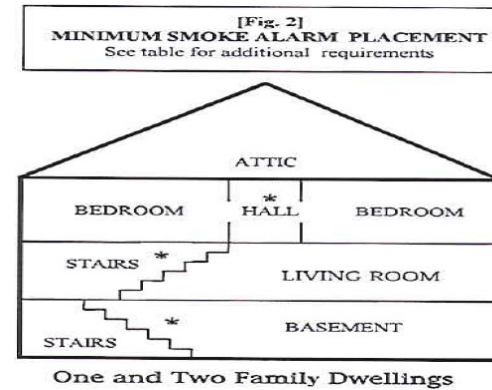 [Fig. 2]
MINIMUM SMOKE ALARM PLACEMENT
See table for additional requirements
ATTIC
*
BEDROOM HALL BEDROOM
STAIRS *
LIVING ROOM
*
BASEMENT
STAIRS
One and Two Family Dwellings